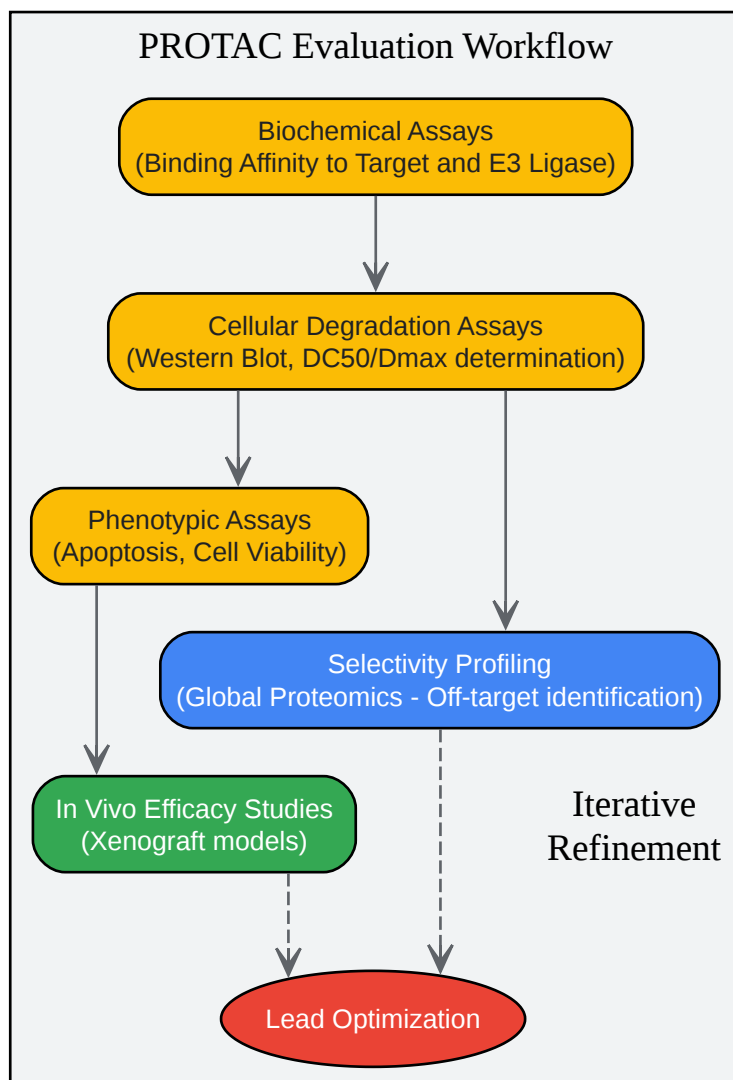 PROTAC Evaluation Workflow
Biochemical Assays
(Binding Affinity to Target and E3 Ligase)
Cellular Degradation Assays
(Western Blot, DC50/Dmax determination)
Phenotypic Assays
(Apoptosis, Cell Viability)
Selectivity Profiling
(Global Proteomics - Off-target identification)
In Vivo Efficacy Studies
(Xenograft models)
Iterative
Refinement
Lead Optimization